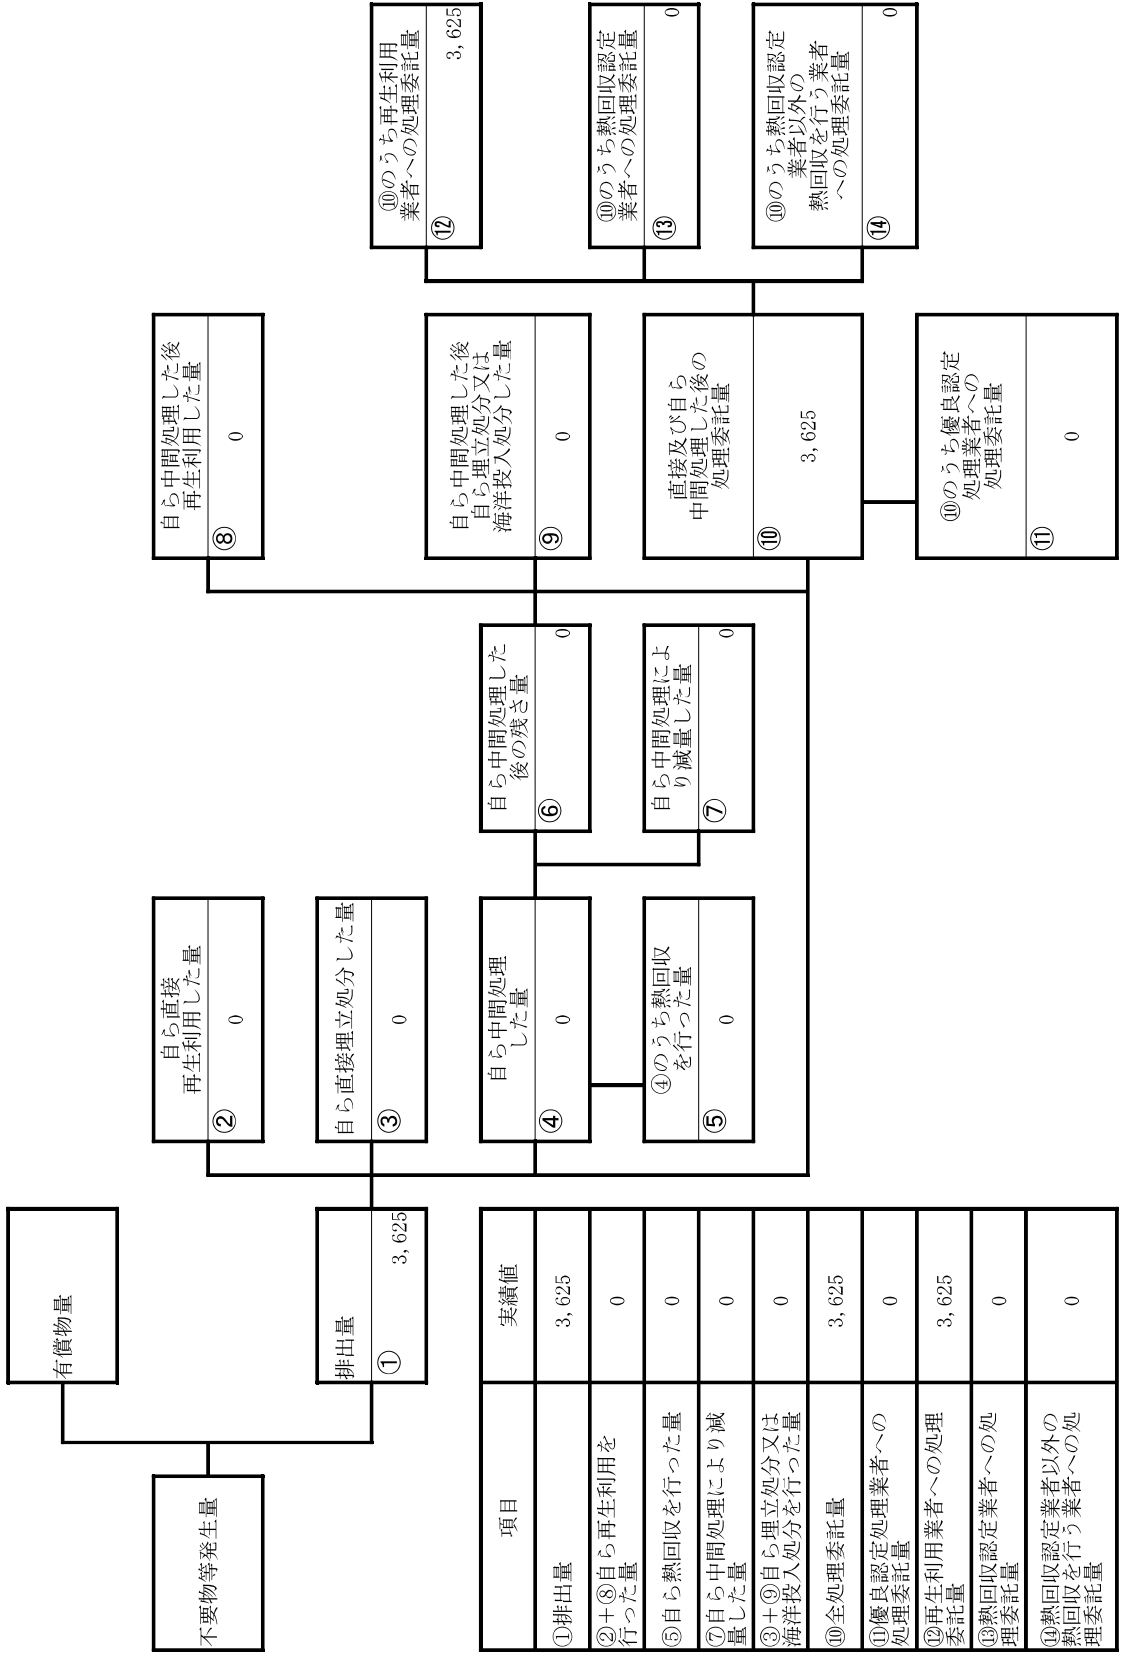 有償物量
不要物等発生量
排出量
①
3,625
自ら直接
再生利用した量
②
0
自ら直接埋立処分した量
③
0
自ら中間処理
した量
④
0
④のうち熱回収
を行った量
⑤
0
自ら中間処理した
後の残さ量
⑥
0
自ら中間処理によ
り減量した量
⑦
0
自ら中間処理した後
再生利用した量
⑧
0
自ら中間処理した後
自ら埋立処分又は
海洋投入処分した量
⑨
0
直接及び自ら
中間処理した後の
処理委託量
⑩
3,625
⑩のうち優良認定
処理業者への
処理委託量
⑪
0
⑩のうち再生利用
業者への処理委託量
⑫
3,625
⑩のうち熱回収認定
業者への処理委託量
⑬
0
⑩のうち熱回収認定
業者以外の
熱回収を行う業者
への処理委託量
⑭
0
項目 実績値
①排出量 3,625
②+⑧自ら再生利用を
行った量 0
⑤自ら熱回収を行った量 0
⑦自ら中間処理により減
量した量 0
③+⑨自ら埋立処分又は
海洋投入処分を行った量 0
⑩全処理委託量 3,625
⑪優良認定処理業者への
処理委託量 0
⑫再生利用業者への処理
委託量 3,625
⑬熱回収認定業者への処
理委託量 0
⑭熱回収認定業者以外の
熱回収を行う業者への処
理委託量 0